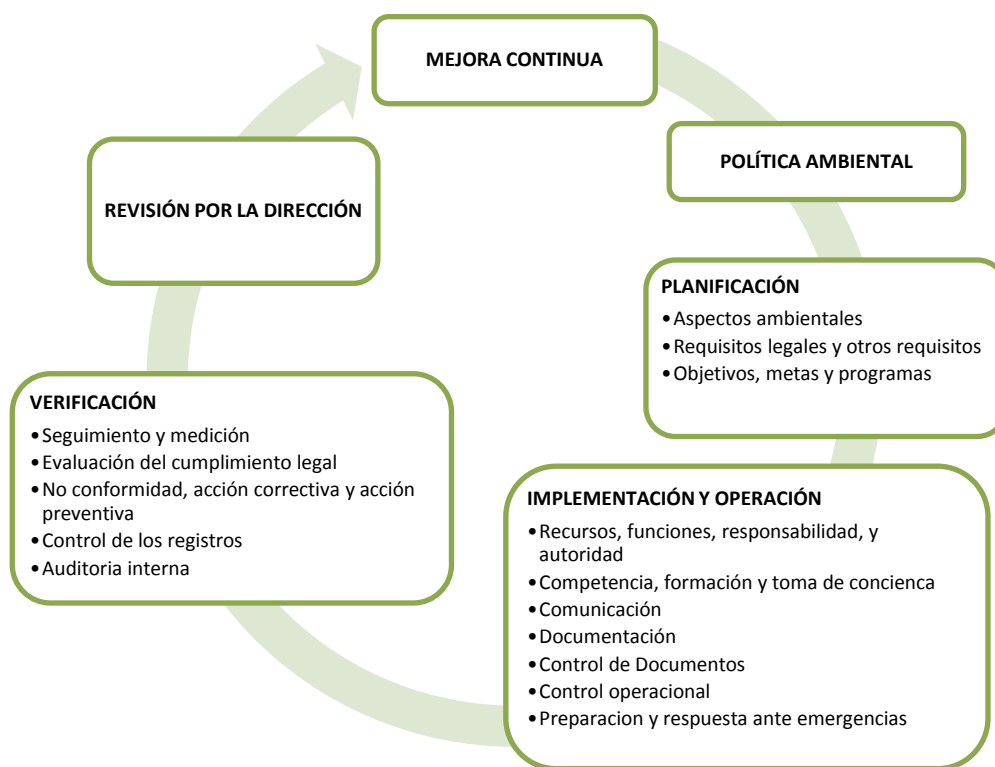 MEJORA CONTINUA
POLÍTICA AMBIENTAL
PLANIFICACIÓN
•Aspectos ambientales
•Requisitos legales y otros requisitos
•Objetivos, metas y programas
IMPLEMENTACIÓN Y OPERACIÓN
•Recursos, funciones, responsabilidad, y
autoridad
•Competencia, formación y toma de concienca
•Comunicación
•Documentación
•Control de Documentos
•Control operacional
•Preparacion y respuesta ante emergencias
VERIFICACIÓN
•Seguimiento y medición
•Evaluación del cumplimiento legal
•No conformidad, acción correctiva y acción
preventiva
•Control de los registros
•Auditoria interna
REVISIÓN POR LA DIRECCIÓN